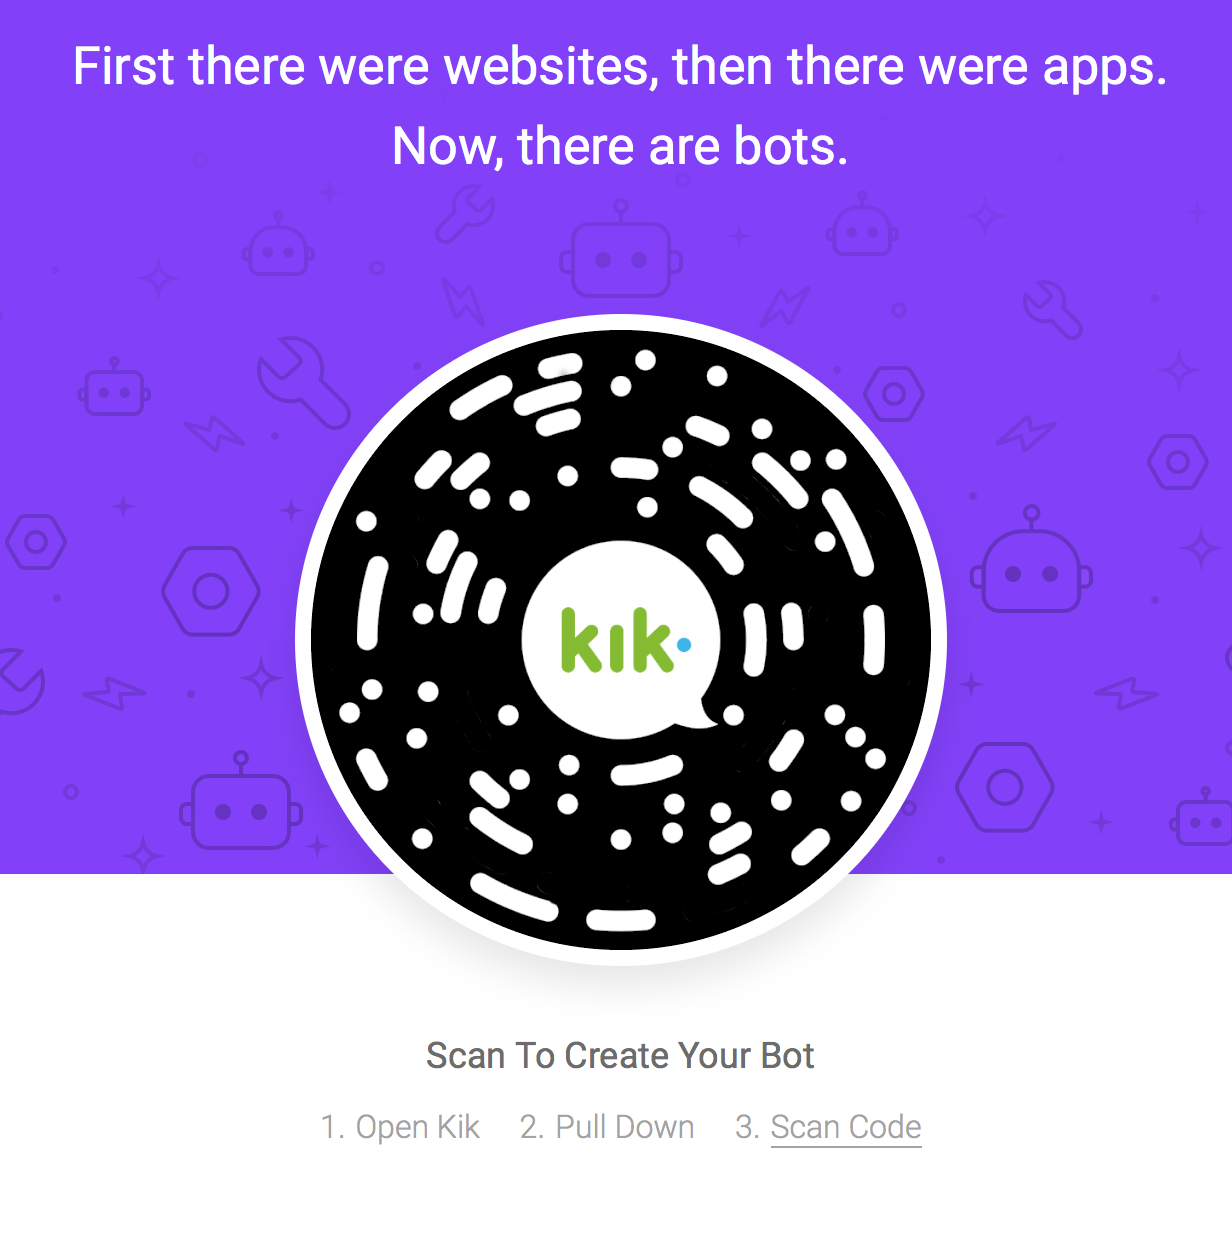 First there were websites, then there were apps.
Now, there are bots.
kik
Scan To Create Your Bot
1. Open Kik 2. Pull Down 3. Scan Code